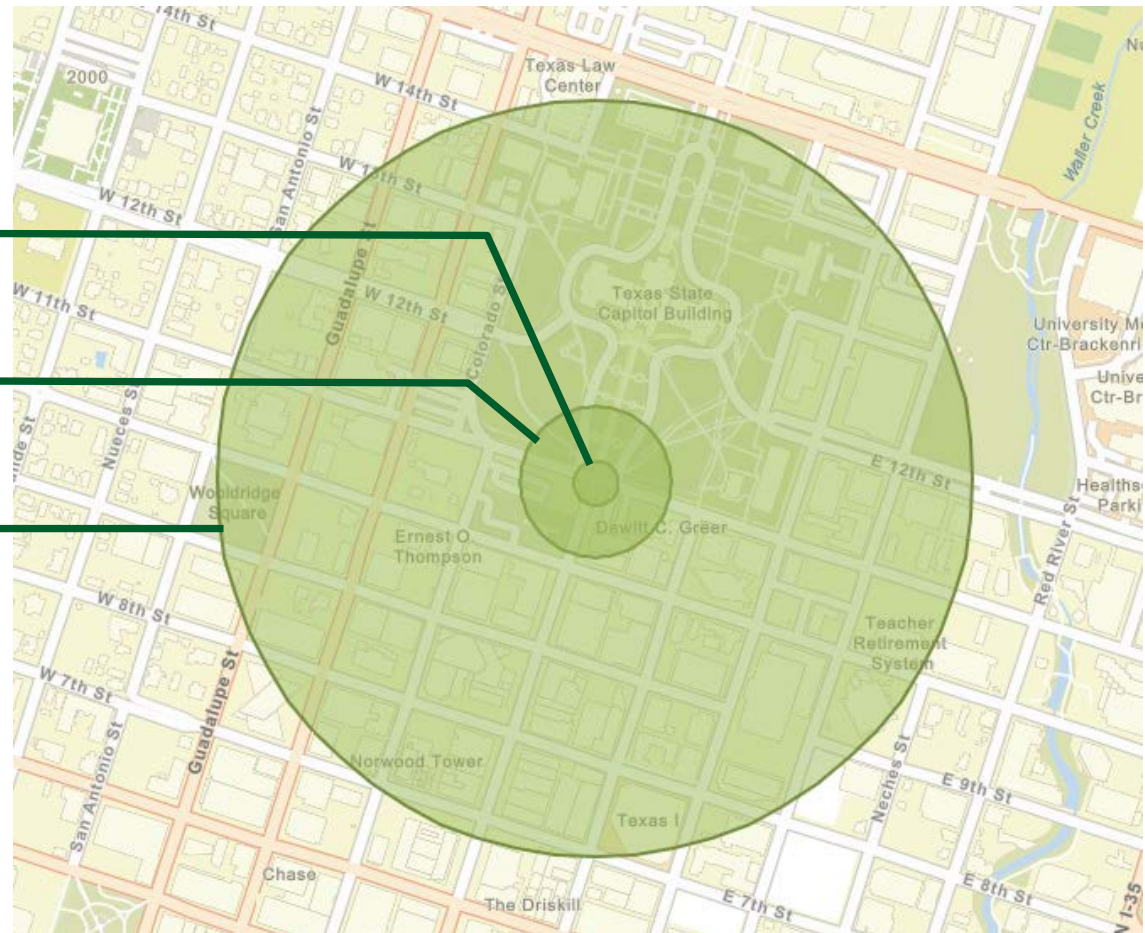 14th St
2000
W 14th St
Texas Law
Center
Nu
Waller Creek
San Antonio St
W 13th St
W 12th St
Guadalupe St
W 12th St
Colorado St
Texas State
Capitol Building
W 11th St
University M
Ctr-Brackenri
Unive
Ctr-Br
Nueces St
E 12th St
Healths
Parki
Wooldridge
Square
Ernest O.
Thompson
Dewitt C. Greer
Red River St
W 8th St
Teacher
Retirement
System
W 7th St
Guadalupe St
San Antonio St
Norwood Tower
Neches St
E 9th St
Texas I
Chase
The Driskill
E 7th St
E 8th St
N I-35